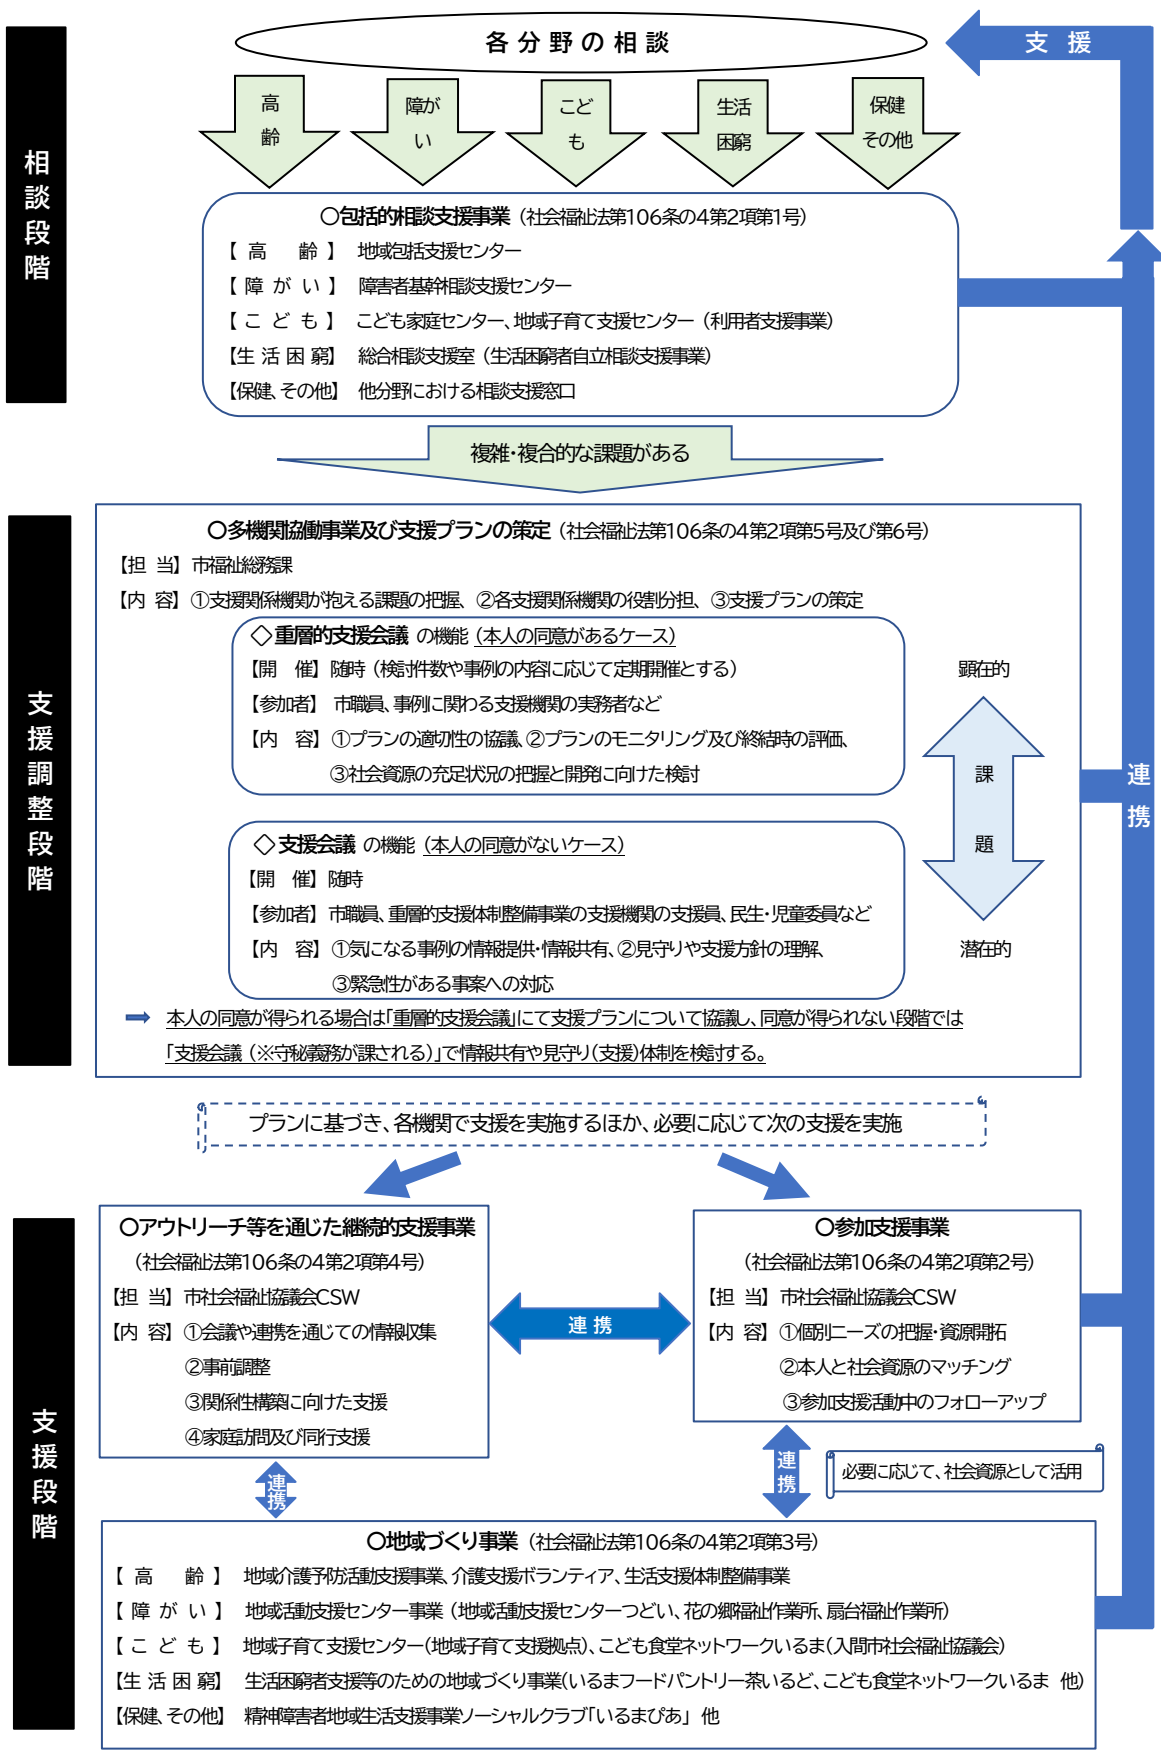 各分野の相談
支 援
高齢
障がい
こども
生活困窮
保健その他
相談段階
〇包括的相談支援事業（社会福祉法第106条の4第2項第1号）
【 高　齢 】 地域包括支援センター
【 障 が い 】 障害者基幹相談支援センター
【 こ ど も 】 こども家庭センター、地域子育て支援センター（利用者支援事業）
【生 活 困 窮】 総合相談支援室（生活困窮者自立相談支援事業）
【保健、その他】 他分野における相談支援窓口
複雑・複合的な課題がある
支援調整段階
〇多機関協働事業及び支援プランの策定（社会福祉法第106条の4第2項第5号及び第6号）
【担 当】市福祉総務課
【内 容】①支援関係機関が抱える課題の把握、②各支援関係機関の役割分担、③支援プランの策定
◇重層的支援会議 の機能（本人の同意があるケース）
【開　催】随時（検討件数や事例の内容に応じて定期開催とする）
【参加者】 市職員、事例に関わる支援機関の実務者など
【内　容】①プランの適切性の協議、②プランのモニタリング及び終結時の評価、
③社会資源の充足状況の把握と開発に向けた検討
顕在的
課題
潜在的
連携
◇支援会議 の機能（本人の同意がないケース）
【開　催】随時
【参加者】市職員、重層的支援体制整備事業の支援機関の支援員、民生・児童委員など
【内　容】①気になる事例の情報提供・情報共有、②見守りや支援方針の理解、
③緊急性がある事案への対応
本人の同意が得られる場合は「重層的支援会議」にて支援プランについて協議し、同意が得られない段階では
「支援会議（※守秘義務が課される）」で情報共有や見守り（支援）体制を検討する。
プランに基づき、各機関で支援を実施するほか、必要に応じて次の支援を実施
支援段階
〇アウトリーチ等を通じた継続的支援事業
（社会福祉法第106条の4第2項第4号）
【担 当】市社会福祉協議会CSW
【内 容】①会議や連携を通じての情報収集
②事前調整
③関係性構築に向けた支援
④家庭訪問及び同行支援
連携
〇参加支援事業
（社会福祉法第106条の4第2項第2号）
【担 当】市社会福祉協議会CSW
【内 容】①個別ニーズの把握・資源開拓
②本人と社会資源のマッチング
③参加支援活動中のフォローアップ
連携
連携
必要に応じて、社会資源として活用
〇地域づくり事業（社会福祉法第106条の4第2項第3号）
【 高　齢 】 地域介護予防活動支援事業、介護支援ボランティア、生活支援体制整備事業
【 障 が い 】 地域活動支援センター事業（地域活動支援センターつどい、花の郷福祉作業所、扇台福祉作業所）
【 こ ど も 】 地域子育て支援センター（地域子育て支援拠点）、こども食堂ネットワークいるま（入間市社会福祉協議会）
【生 活 困 窮】 生活困窮者支援等のための地域づくり事業（いるまフードパントリー茶いるど、こども食堂ネットワークいるま 他）
【保健、その他】 精神障害者地域生活支援事業ソーシャルクラブ「いるまぴあ」 他